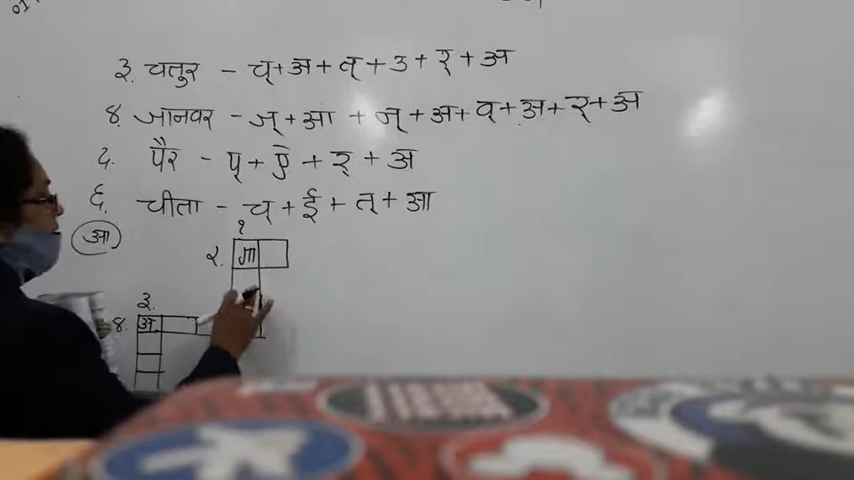 ३. चतुर - च्+अ+त्+उ+र्+अ
४. जानवर - ज्+आ+न्+अ+व्+अ+र्+अ
५. पैर - प्+ऐ+र्+अ
६. चीता - च्+ई+त्+आ
आ
१
२.
३.
४. अ